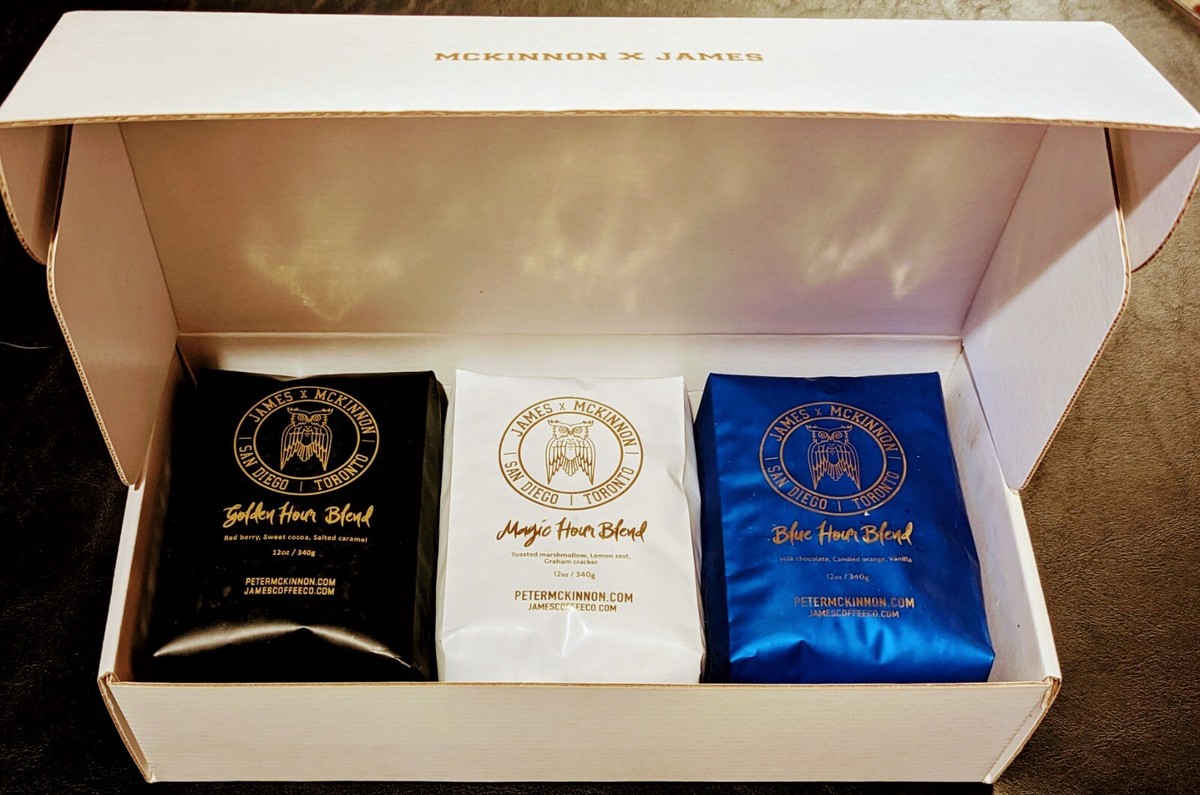 MCKINNON X JAMES
JAMES X MCKINNON
SAN DIEGO | TORONTO
Golden Hour Blend
Red berry, Sweet cocoa, Salted caramel
12oz / 340g
PETERMCKINNON.COM
JAMESCOFFEECO.COM
JAMES X MCKINNON
SAN DIEGO | TORONTO
Magic Hour Blend
Toasted marshmallow, Lemon zest,
Graham cracker
12oz / 340g
PETERMCKINNON.COM
JAMESCOFFEECO.COM
JAMES X MCKINNON
SAN DIEGO | TORONTO
Blue Hour Blend
Milk chocolate, Candied orange, Vanilla
12oz / 340g
PETERMCKINNON.COM
JAMESCOFFEECO.COM